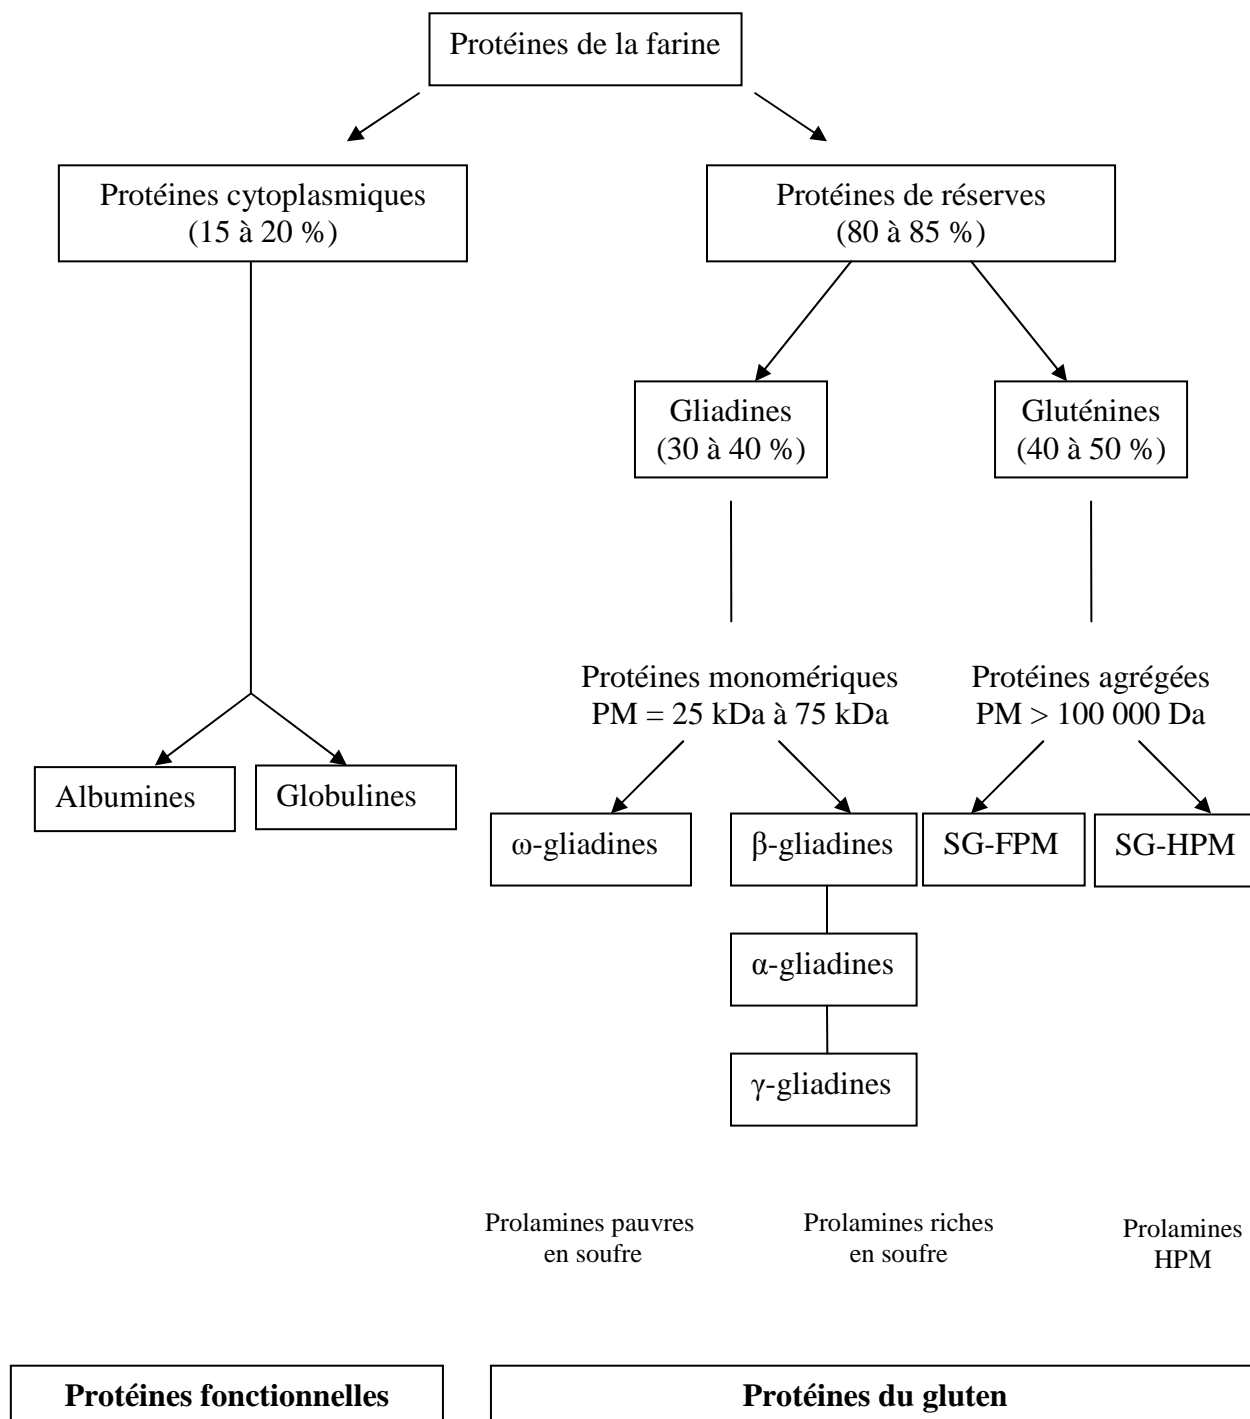 Protéines de la farine
Protéines cytoplasmiques
(15 à 20 %)
Protéines de réserves
(80 à 85 %)
Gliadines
(30 à 40 %)
Gluténines
(40 à 50 %)
Protéines monomériques
PM = 25 kDa à 75 kDa
Protéines agrégées
PM > 100 000 Da
Albumines
Globulines
ω-gliadines
β-gliadines
SG-FPM
SG-HPM
α-gliadines
γ-gliadines
Prolamines pauvres
en soufre
Prolamines riches
en soufre
Prolamines
HPM
Protéines fonctionnelles
Protéines du gluten